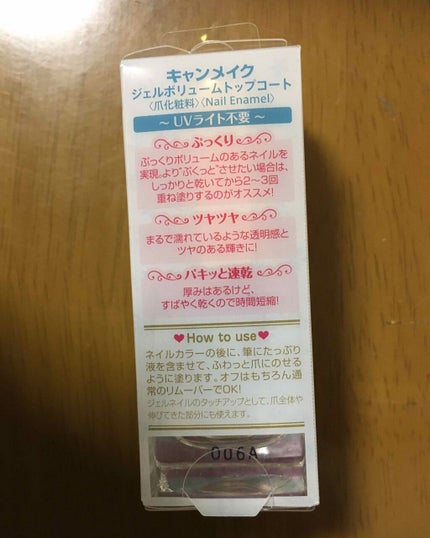 キャンメイク
ジェルボリュームトップコート
〈爪化粧料〉〈Nail Enamel〉
～ UVライト不要 ～
ぷっくり
ぷっくりボリュームのあるネイルを
実現。より“ぷくっと”させたい場合は、
しっかりと乾いてから2～3回
重ね塗りするのがオススメ!
ツヤツヤ
まるで濡れているような透明感と
ツヤのある輝きに!
パキッと速乾
厚みはあるけど、
すばやく乾くので時間短縮!
♥How to use♥
ネイルカラーの後に、筆にたっぷり
液を含ませて、ふわっと爪にのせる
ように塗ります。オフはもちろん通
常のリムーバーでOK!
ジェルネイルのタッチアップとして、爪全体や
伸びてきた部分にも使えます。
006A